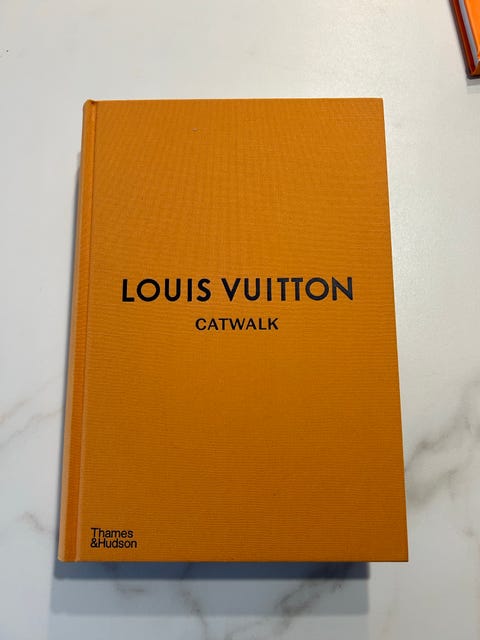 LOUIS VUITTON
CATWALK
Thames
&Hudson